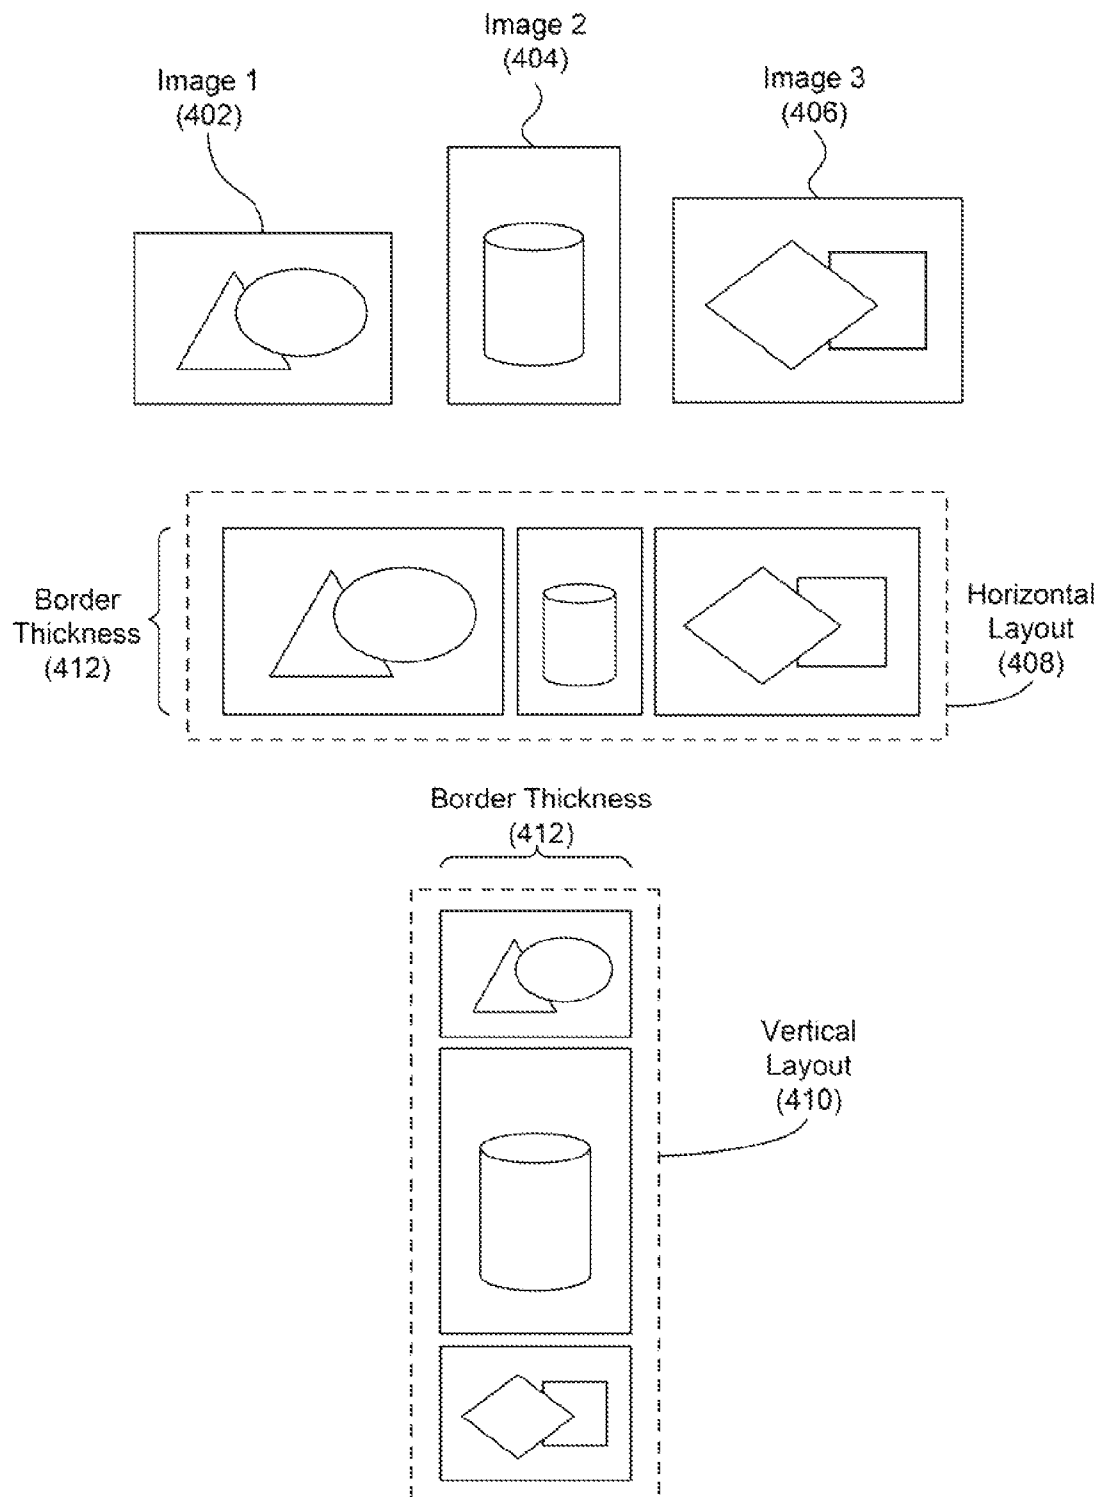 Image 1
(402)
Image 2
(404)
Image 3
(406)
Border
Thickness
(412)
Horizontal
Layout
(408)
Border Thickness
(412)
Vertical
Layout
(410)